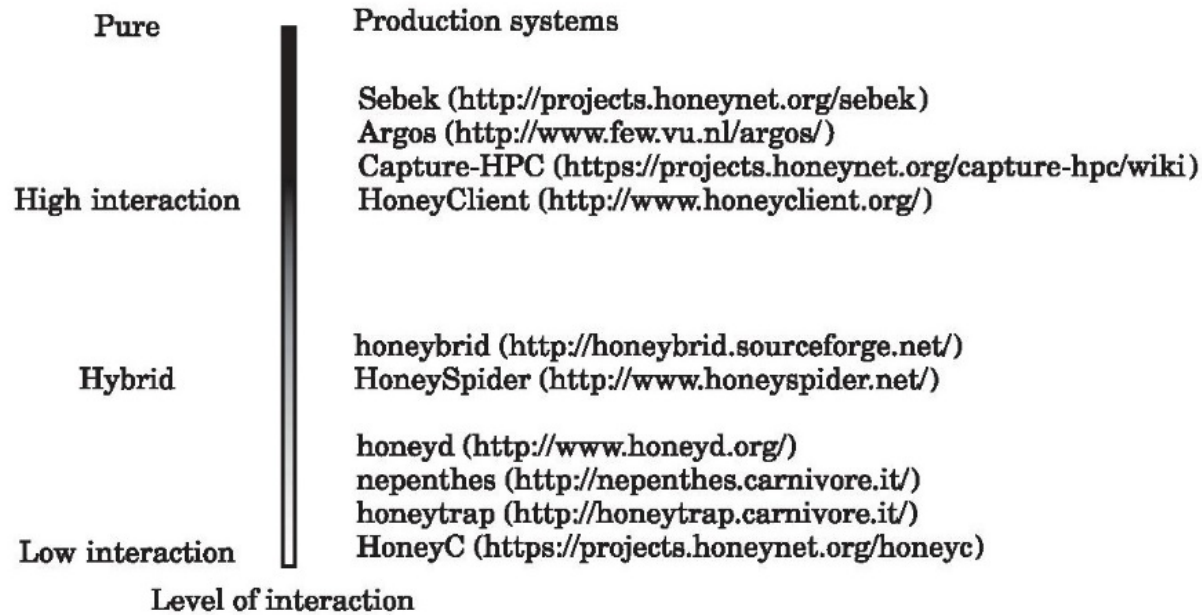 Pure
Production systems
Sebek (http://projects.honeynet.org/sebek)
Argos (http://www.few.vu.nl/argos/)
Capture-HPC (https://projects.honeynet.org/capture-hpc/wiki)
High interaction
HoneyClient (http://www.honeyclient.org/)
honeybrid (http://honeybrid.sourceforge.net/)
Hybrid
HoneySpider (http://www.honeyspider.net/)
honeyd (http://www.honeyd.org/)
nepenthes (http://nepenthes.carnivore.it/)
honeytrap (http://honeytrap.carnivore.it/)
Low interaction
HoneyC (https://projects.honeynet.org/honeyc)
Level of interaction